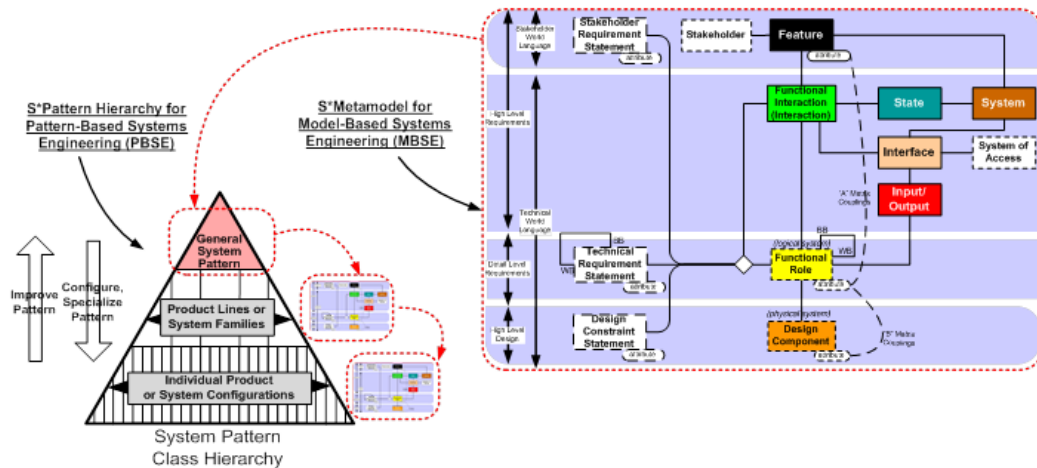 S*Pattern Hierarchy for
Pattern-Based Systems
Engineering (PBSE)
S*Metamodel for
Model-Based Systems
Engineering (MBSE)
Improve
Pattern
Configure,
Specialize
Pattern
General
System
Pattern
Product Lines or
System Families
Individual Product
or System Configurations
System Pattern
Class Hierarchy
Stakeholder
World
Language
High Level
Requirements
Technical
World
Language
Detail Level
Requirements
High Level
Design
Stakeholder
Requirement
Statement
attribute
Stakeholder
Feature
attribute
Functional
Interaction
(Interaction)
State
System
Interface
System of
Access
Input/
Output
"A" Matrix
Couplings
BB
WB
Technical
Requirement
Statement
attribute
(logical system)
BB
WB
Functional
Role
attribute
Design
Constraint
Statement
attribute
(physical system)
Design
Component
attribute
"B" Matrix
Couplings